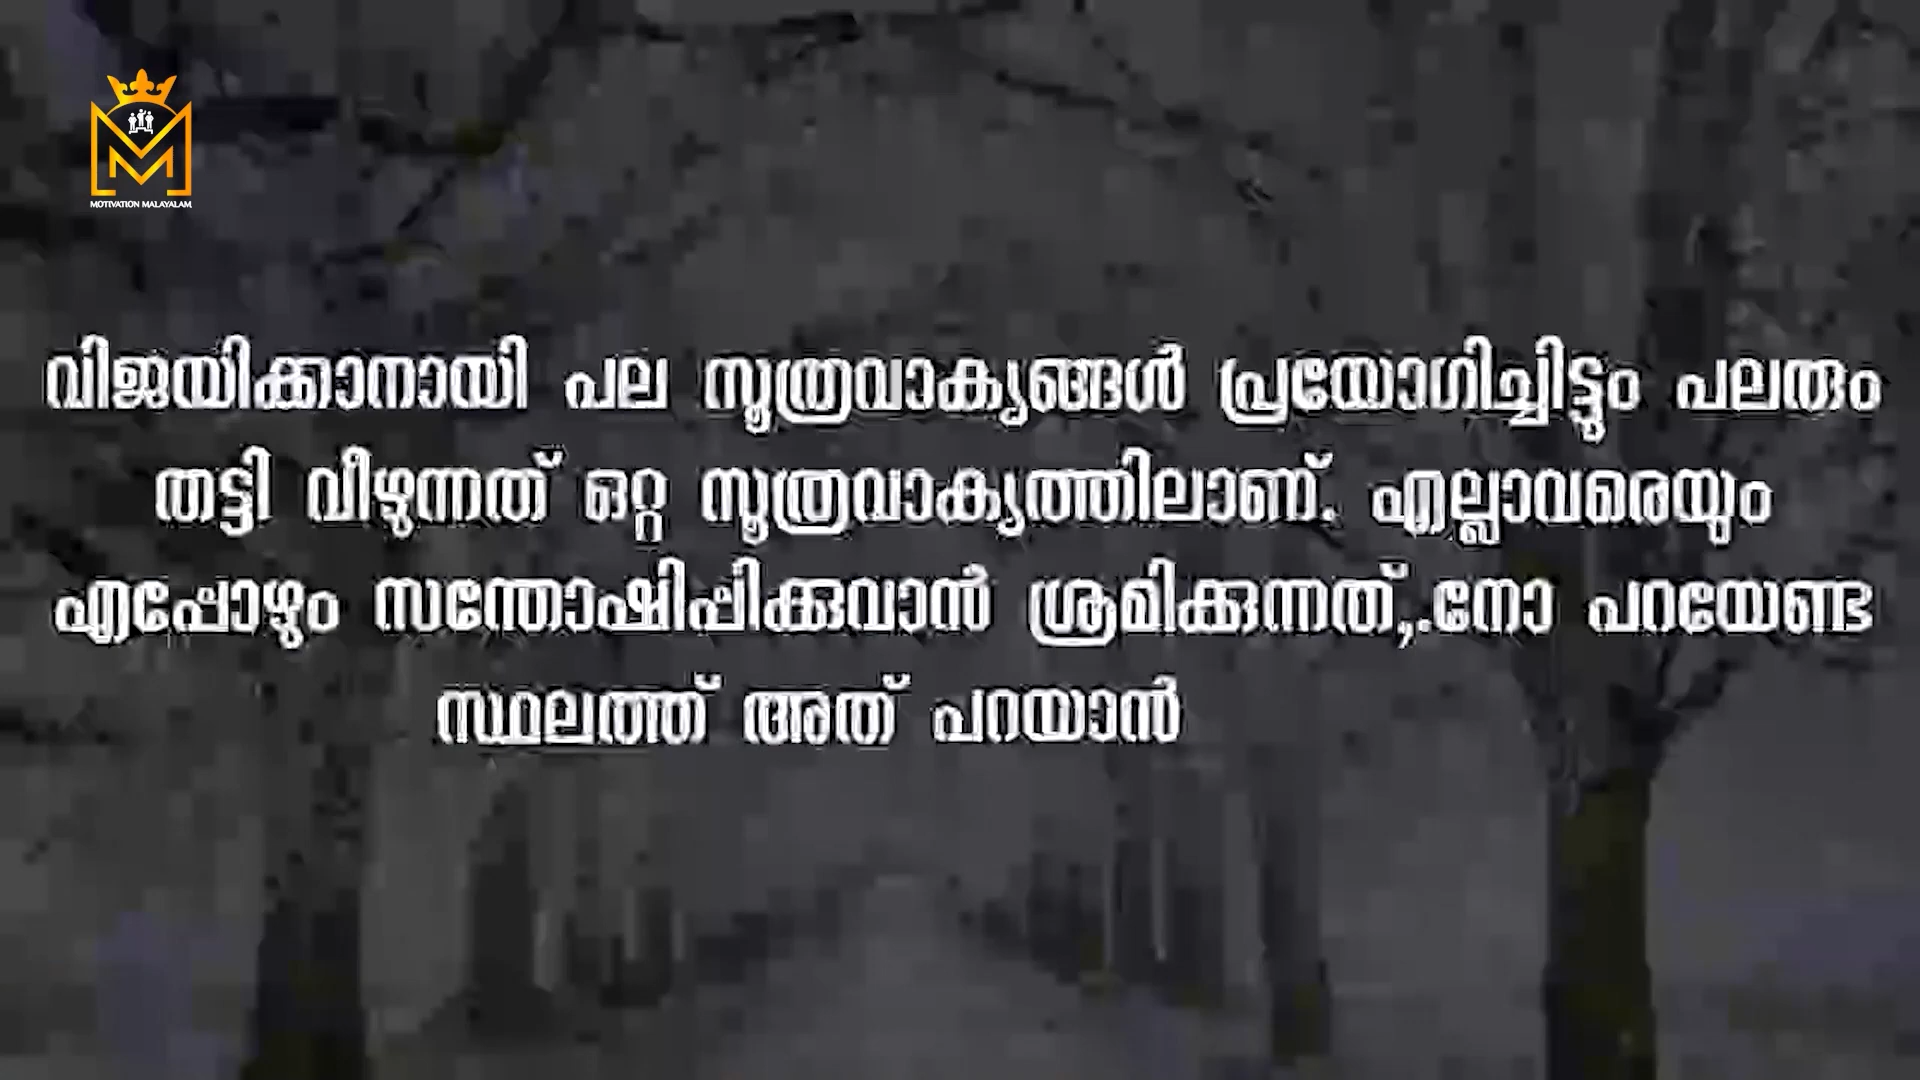 MOTIVATION MALAYALAM
വിജയിക്കാനായി പല സൂത്രവാക്യങ്ങൾ പ്രയോഗിച്ചിട്ടും പലരും
തട്ടി വീഴുന്നത് ഒറ്റ സൂത്രവാക്യത്തിലാണ്. എല്ലാവമരെയും
എപ്പോഴും സന്തോഷിപ്പിക്കുവാൻ ശ്രമിക്കുന്നത്,.നോ പറയേണ്ട
സ്ഥലത്ത് അത് പറയാൻ